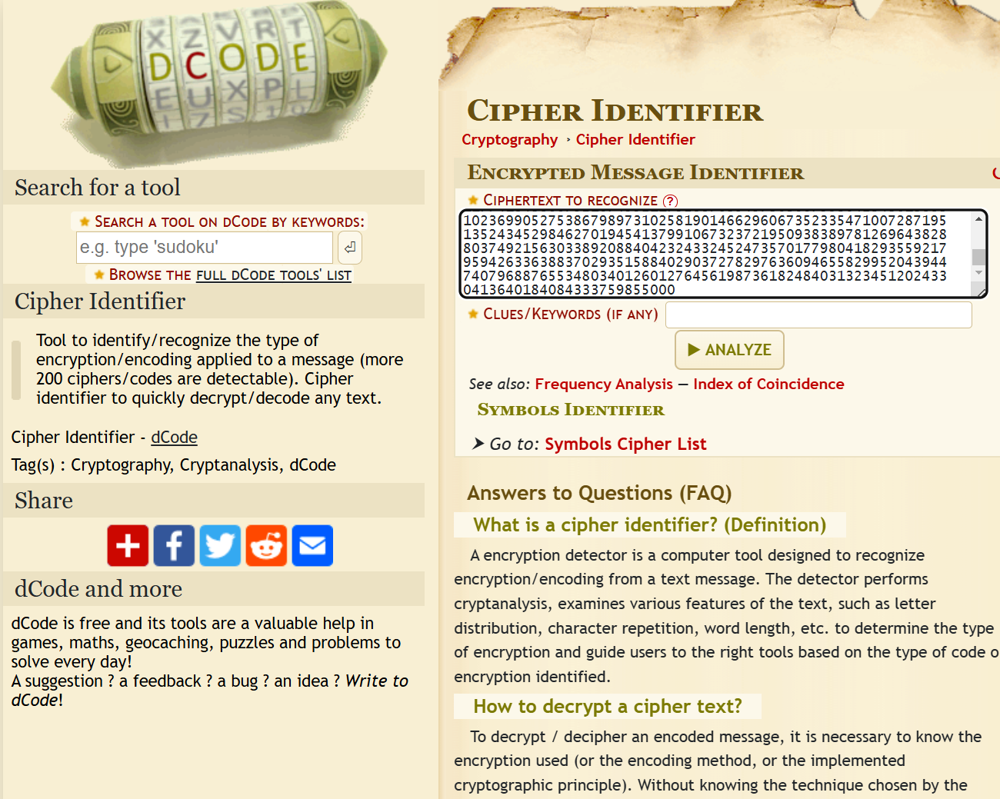 DCODE
Search for a tool
SEARCH A TOOL ON DCODE BY KEYWORDS:
e.g. type 'sudoku'
BROWSE THE FULL DCODE TOOLS' LIST
Cipher Identifier
Tool to identify/recognize the type of
encryption/encoding applied to a message (more
200 ciphers/codes are detectable). Cipher
identifier to quickly decrypt/decode any text.
Cipher Identifier - dCode
Tag(s) : Cryptography, Cryptanalysis, dCode
Share
dCode and more
dCode is free and its tools are a valuable help in
games, maths, geocaching, puzzles and problems to
solve every day!
A suggestion ? a feedback ? a bug ? an idea ? Write to
dCode!
CIPHER IDENTIFIER
Cryptography › Cipher Identifier
ENCRYPTED MESSAGE IDENTIFIER
CIPHERTEXT TO RECOGNIZE (?)
102369905275386798973102581901466296067352335471007287195
135243452984627019454137991067323721950938389781269643828
803749215630338920884042324332452473570177980418293559217
959426336388370293515884029037278297636094655829952043944
740796887655348034012601276456198736182484031323451202433
0413640184084333759855000
CLUES/KEYWORDS (IF ANY)
ANALYZE
See also: Frequency Analysis — Index of Coincidence
SYMBOLS IDENTIFIER
Go to: Symbols Cipher List
Answers to Questions (FAQ)
What is a cipher identifier? (Definition)
A encryption detector is a computer tool designed to recognize
encryption/encoding from a text message. The detector performs
cryptanalysis, examines various features of the text, such as letter
distribution, character repetition, word length, etc. to determine the type
of encryption and guide users to the right tools based on the type of code o
encryption identified.
How to decrypt a cipher text?
To decrypt / decipher an encoded message, it is necessary to know the
encryption used (or the encoding method, or the implemented
cryptographic principle). Without knowing the technique chosen by the